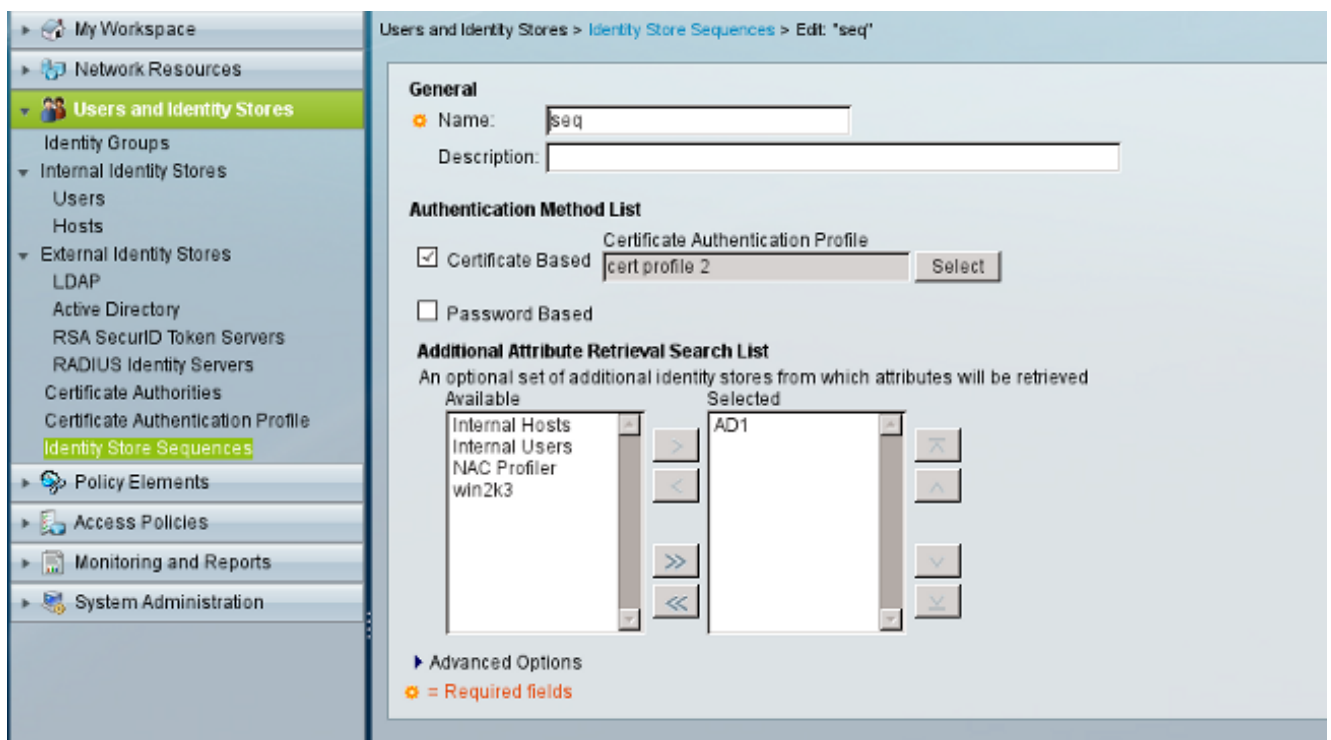 My Workspace
Network Resources
Users and Identity Stores
Identity Groups
Internal Identity Stores
Users
Hosts
External Identity Stores
LDAP
Active Directory
RSA SecurID Token Servers
RADIUS Identity Servers
Certificate Authorities
Certificate Authentication Profile
Identity Store Sequences
Policy Elements
Access Policies
Monitoring and Reports
System Administration
Users and Identity Stores > Identity Store Sequences > Edit: "seq"
General
Name: seq
Description:
Authentication Method List
Certificate Authentication Profile
Certificate Based cert profile 2 Select
Password Based
Additional Attribute Retrieval Search List
An optional set of additional identity stores from which attributes will be retrieved
Available Selected
Internal Hosts AD1
Internal Users
NAC Profiler
win2k3
Advanced Options
= Required fields